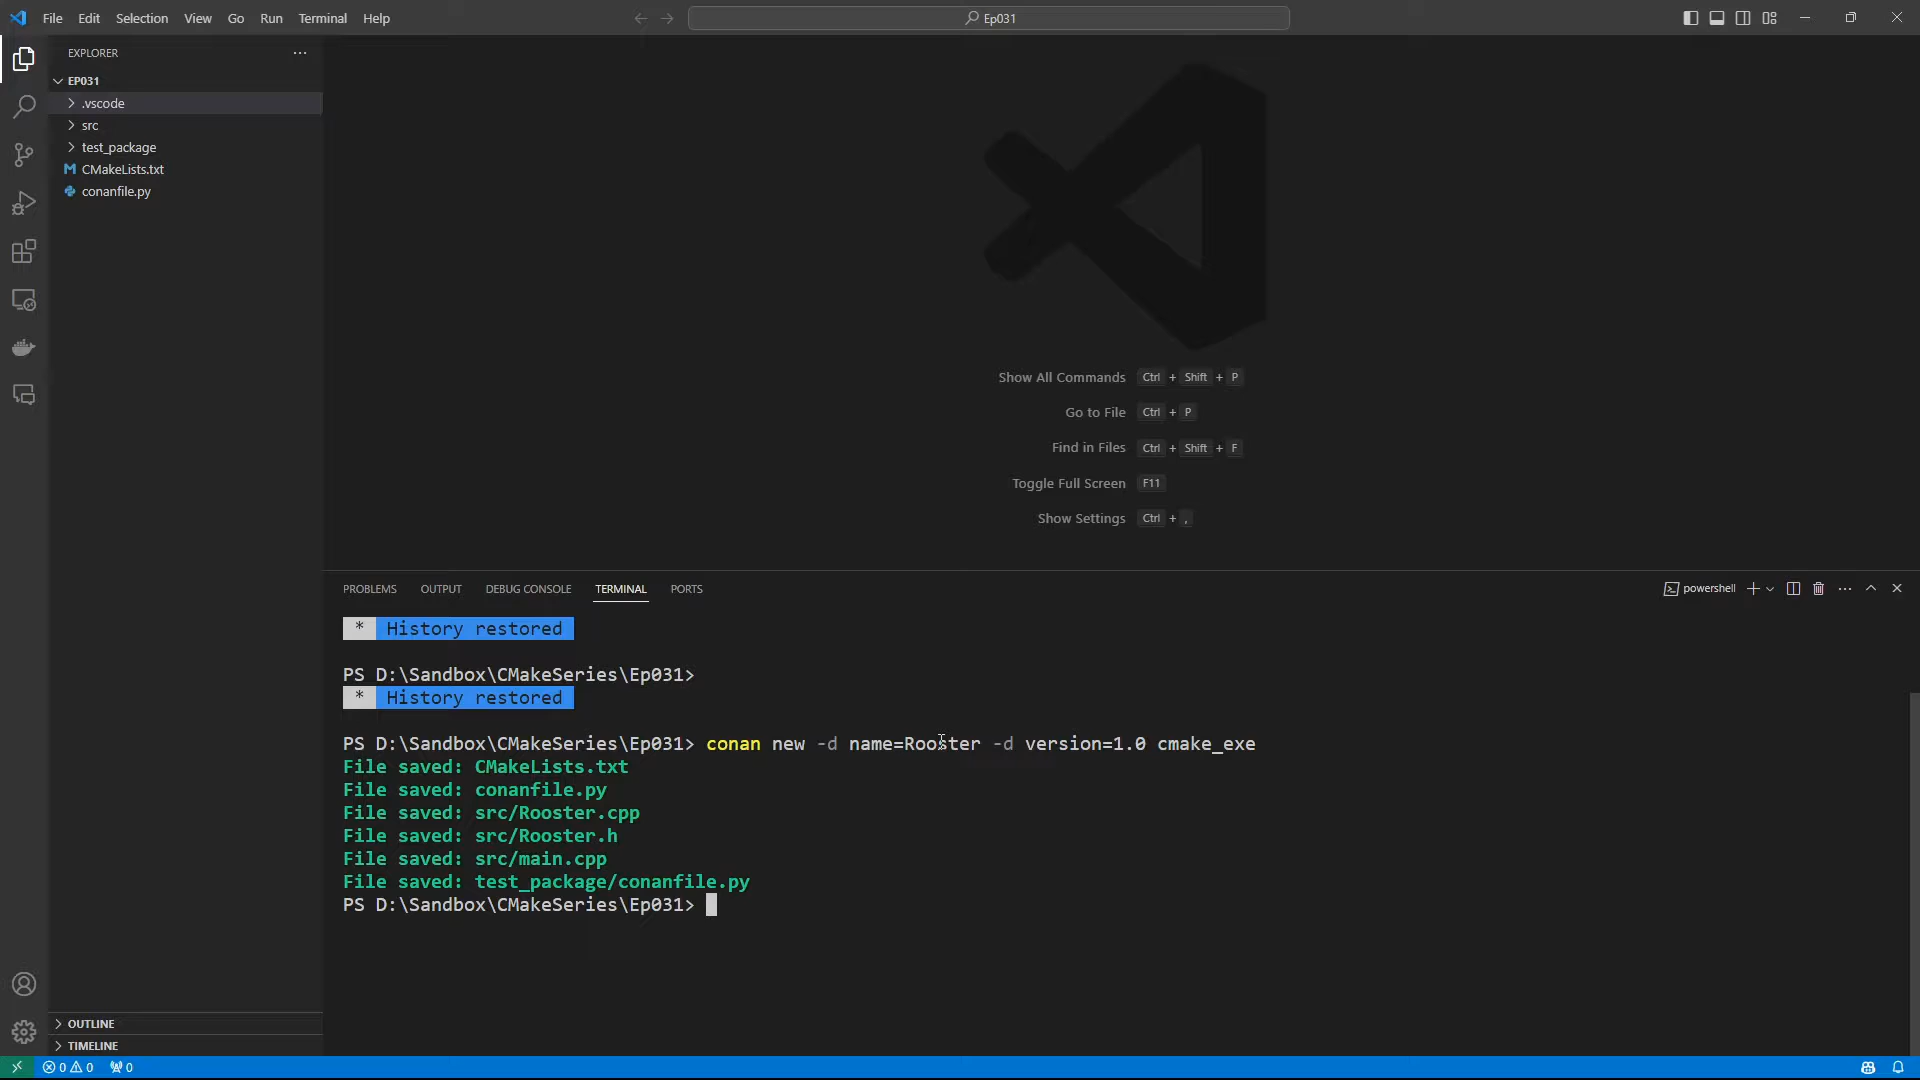 File Edit Selection View Go Run Terminal Help
Ep031
EXPLORER
EP031
.vscode
src
test_package
CMakeLists.txt
conanfile.py
Show All Commands Ctrl + Shift + P
Go to File Ctrl + P
Find in Files Ctrl + Shift + F
Toggle Full Screen F11
Show Settings Ctrl + ,
PROBLEMS OUTPUT DEBUG CONSOLE TERMINAL PORTS
powershell
* History restored
PS D:\Sandbox\CMakeSeries\Ep031>
* History restored
PS D:\Sandbox\CMakeSeries\Ep031> conan new -d name=Rooster -d version=1.0 cmake_exe
File saved: CMakeLists.txt
File saved: conanfile.py
File saved: src/Rooster.cpp
File saved: src/Rooster.h
File saved: src/main.cpp
File saved: test_package/conanfile.py
PS D:\Sandbox\CMakeSeries\Ep031>
OUTLINE
TIMELINE
0 0 0